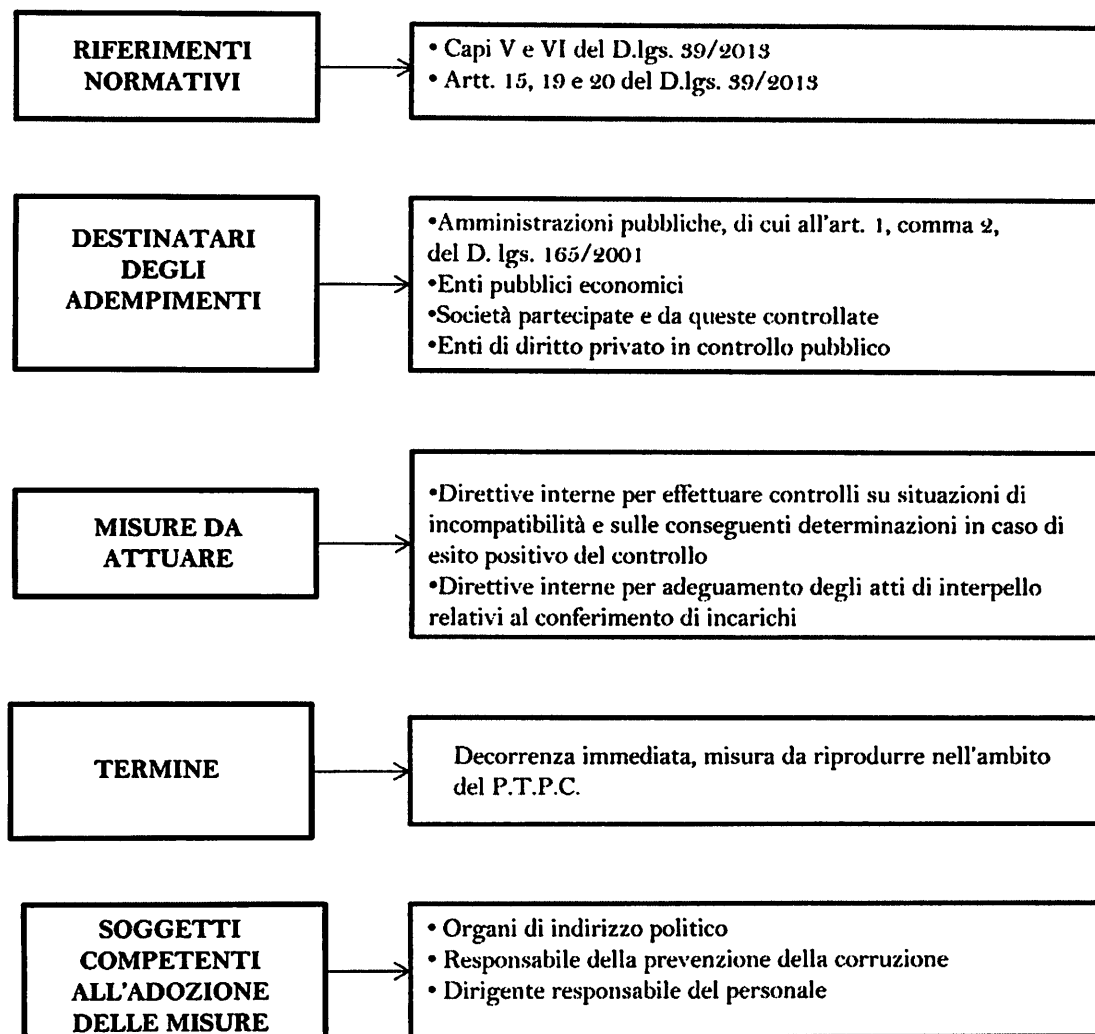 RIFERIMENTI
NORMATIVI
• Capi V e VI del D.lgs. 39/2013
• Artt. 15, 19 e 20 del D.lgs. 39/2013
DESTINATARI
DEGLI
ADEMPIMENTI
•Amministrazioni pubbliche, di cui all'art. 1, comma 2,
del D. lgs. 165/2001
•Enti pubblici economici
•Società partecipate e da queste controllate
•Enti di diritto privato in controllo pubblico
MISURE DA
ATTUARE
•Direttive interne per effettuare controlli su situazioni di
incompatibilità e sulle conseguenti determinazioni in caso di
esito positivo del controllo
•Direttive interne per adeguamento degli atti di interpello
relativi al conferimento di incarichi
TERMINE
Decorrenza immediata, misura da riprodurre nell'ambito
del P.T.P.C.
SOGGETTI
COMPETENTI
ALL'ADOZIONE
DELLE MISURE
• Organi di indirizzo politico
• Responsabile della prevenzione della corruzione
• Dirigente responsabile del personale